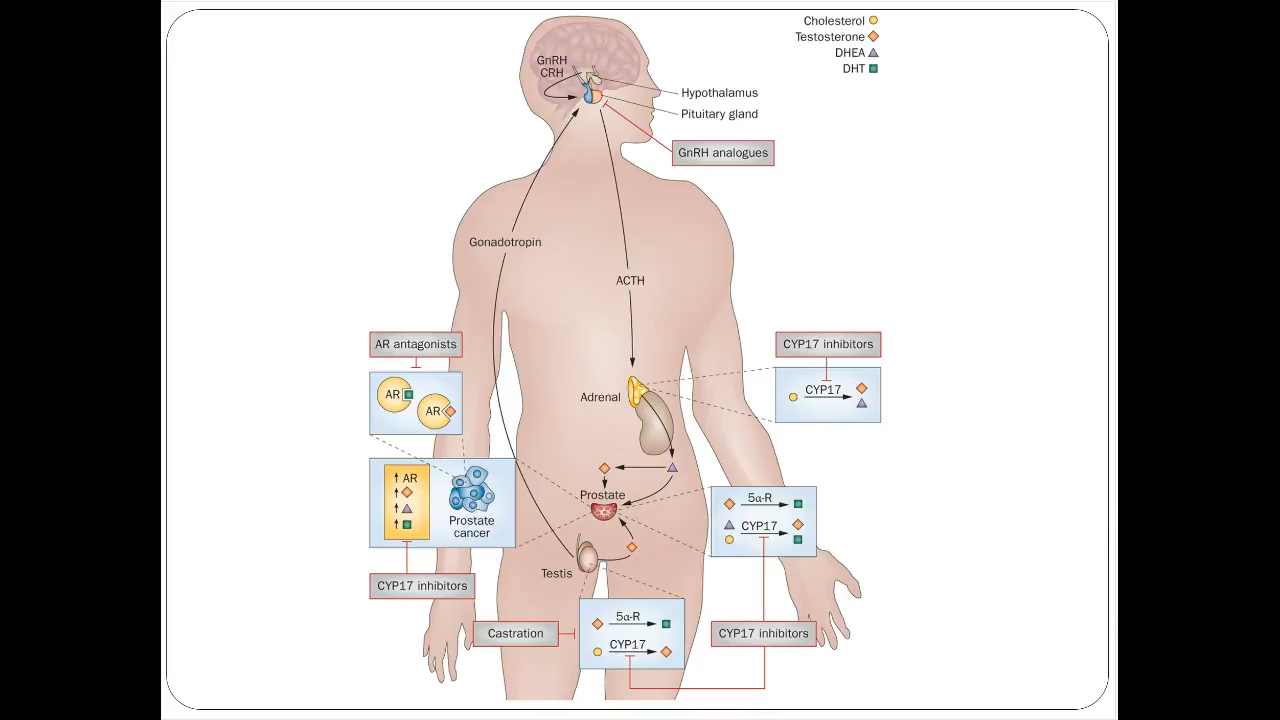 Cholesterol
Testosterone
DHEA
DHT
GnRH
CRH
Hypothalamus
Pituitary gland
GnRH analogues
Gonadotropin
ACTH
AR antagonists
AR
AR
CYP17 inhibitors
CYP17
Adrenal
↑ AR
↑
↑
↑
Prostate
cancer
Prostate
5α-R
CYP17
CYP17 inhibitors
Testis
Castration
5α-R
CYP17
CYP17 inhibitors